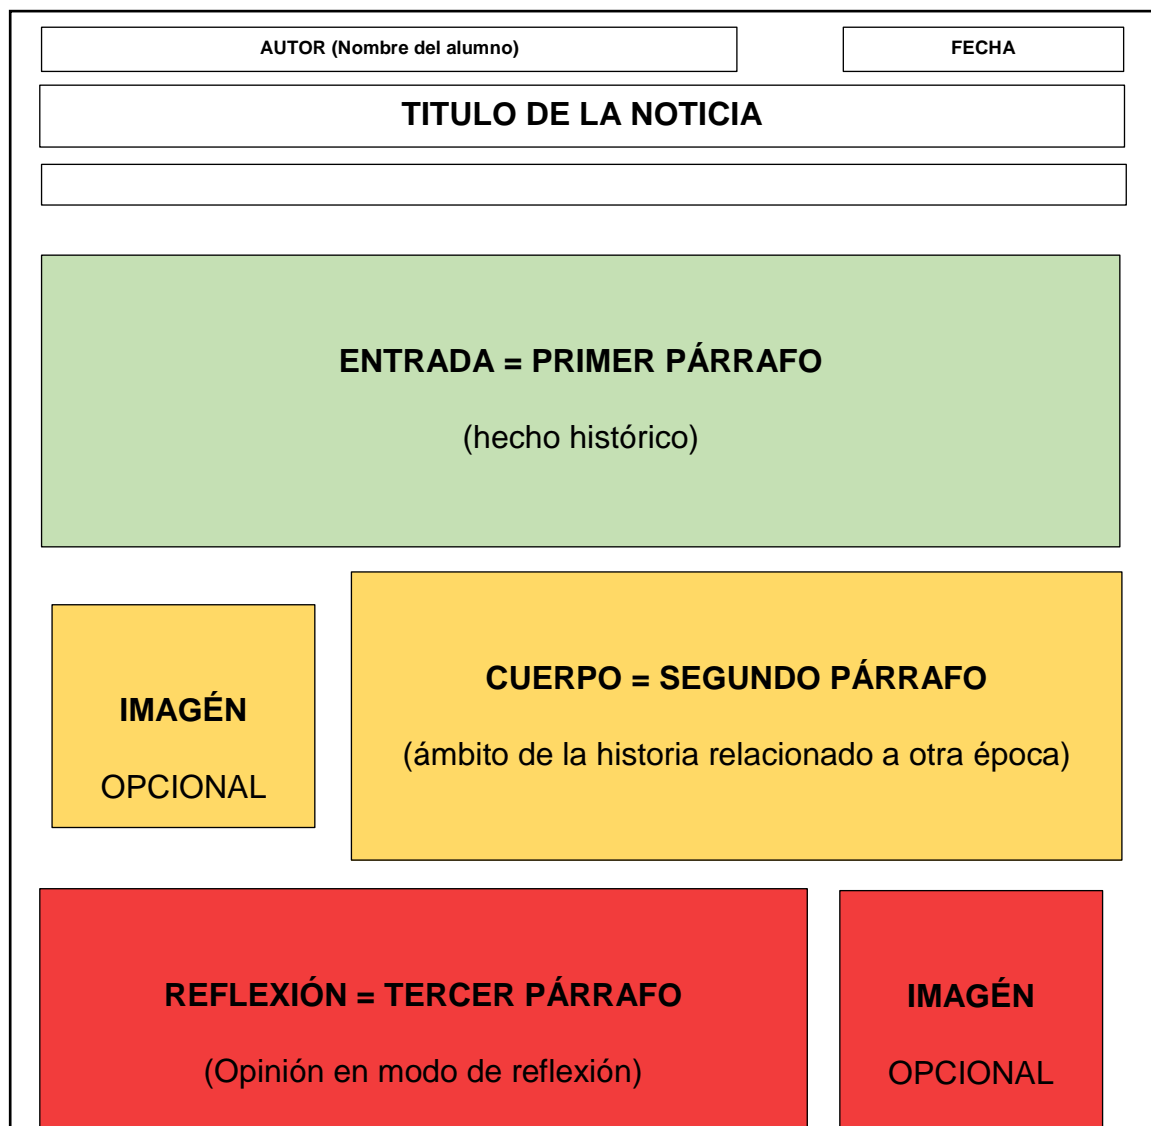 AUTOR (Nombre del alumno)
FECHA
TITULO DE LA NOTICIA
ENTRADA = PRIMER PÁRRAFO
(hecho histórico)
IMAGÉN
OPCIONAL
CUERPO = SEGUNDO PÁRRAFO
(ámbito de la historia relacionado a otra época)
REFLEXIÓN = TERCER PÁRRAFO
(Opinión en modo de reflexión)
IMAGÉN
OPCIONAL